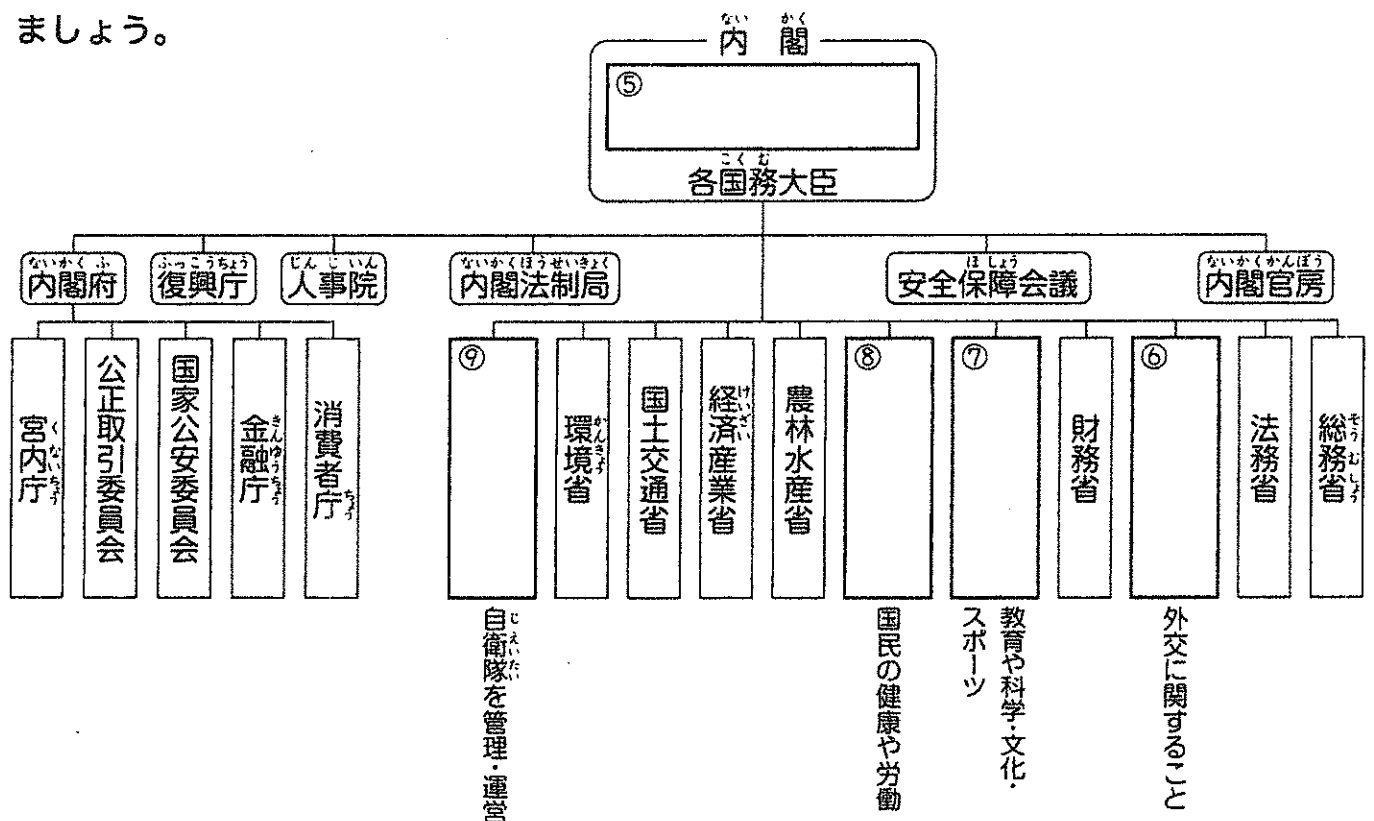 ましょう。
内閣
⑤
各国務大臣
内閣府
復興庁
人事院
内閣法制局
安全保障会議
内閣官房
宮内庁
公正取引委員会
国家公安委員会
金融庁
消費者庁
⑨
環境省
国土交通省
経済産業省
農林水産省
⑧
⑦
財務省
⑥
法務省
総務省
自衛隊を管理・運営
国民の健康や労働
教育や科学・文化・
スポーツ
外交に関すること